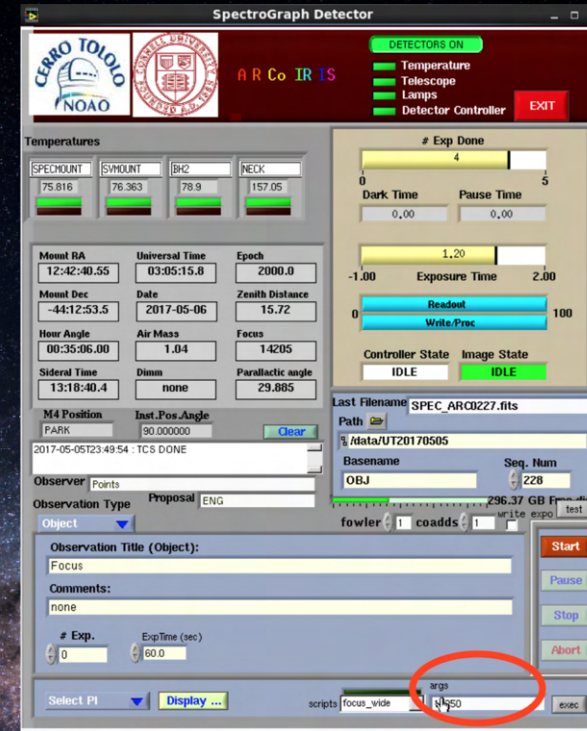 SpectroGraph Detector
CERRO TOLOLO
NOAO
CORNELL UNIVERSITY
ARCoIRIS
DETECTORS ON
Temperature
Telescope
Lamps
Detector Controller
EXIT
Temperatures
SPECMOUNT SVMOUNT BH2 NECK
75.816 76.363 78.9 157.05
# Exp Done
4
0 5
Dark Time Pause Time
0,00 0,00
1.20
-1.00 Exposure Time 2.00
Readout
0 100
Write/Proc
Controller State Image State
IDLE IDLE
Mount RA Universal Time Epoch
12:42:40.55 03:05:15.8 2000.0
Mount Dec Date Zenith Distance
-44:12:53.5 2017-05-06 15.72
Hour Angle Air Mass Focus
00:35:06.00 1.04 14205
Sideral Time Dimm Parallactic angle
13:18:40.4 none 29.885
M4 Position Inst.Pos.Angle
PARK 90.000000 Clear
2017-05-05T23:49:54 : TCS DONE
Last Filename SPEC_ARC0227.fits
Path
/data/UT20170505
Basename Seq. Num
OBJ 228
296.37 GB
write expo test
fowler 1 coadds 1
Observer Points
Observation Type Proposal ENG
Object
Observation Title (Object):
Focus
Comments:
none
# Exp. ExpTime (sec)
0 60.0
Start
Pause
Stop
Abort
Select PI Display ... scripts focus_wide args exec